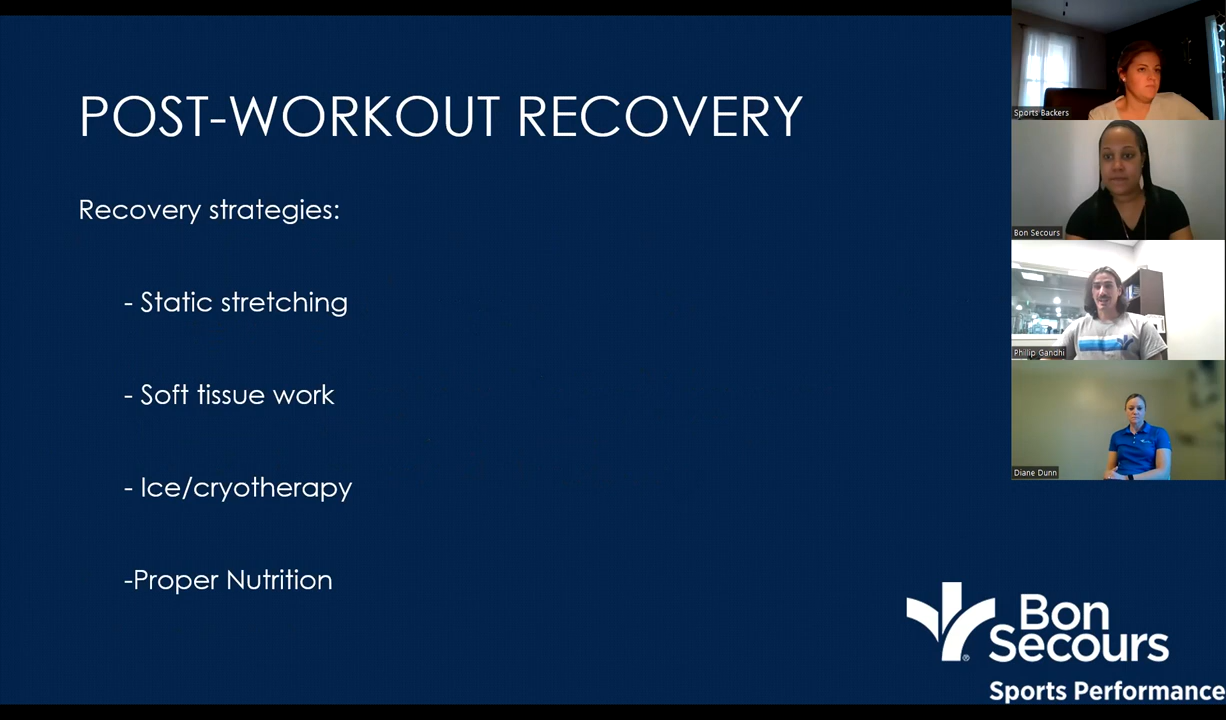 POST-WORKOUT RECOVERY
Recovery strategies:
- Static stretching
- Soft tissue work
- Ice/cryotherapy
-Proper Nutrition
Sports Backers
Bon Secours
Phillip Gandhi
Diane Dunn
Bon
Secours
®
Sports Performance